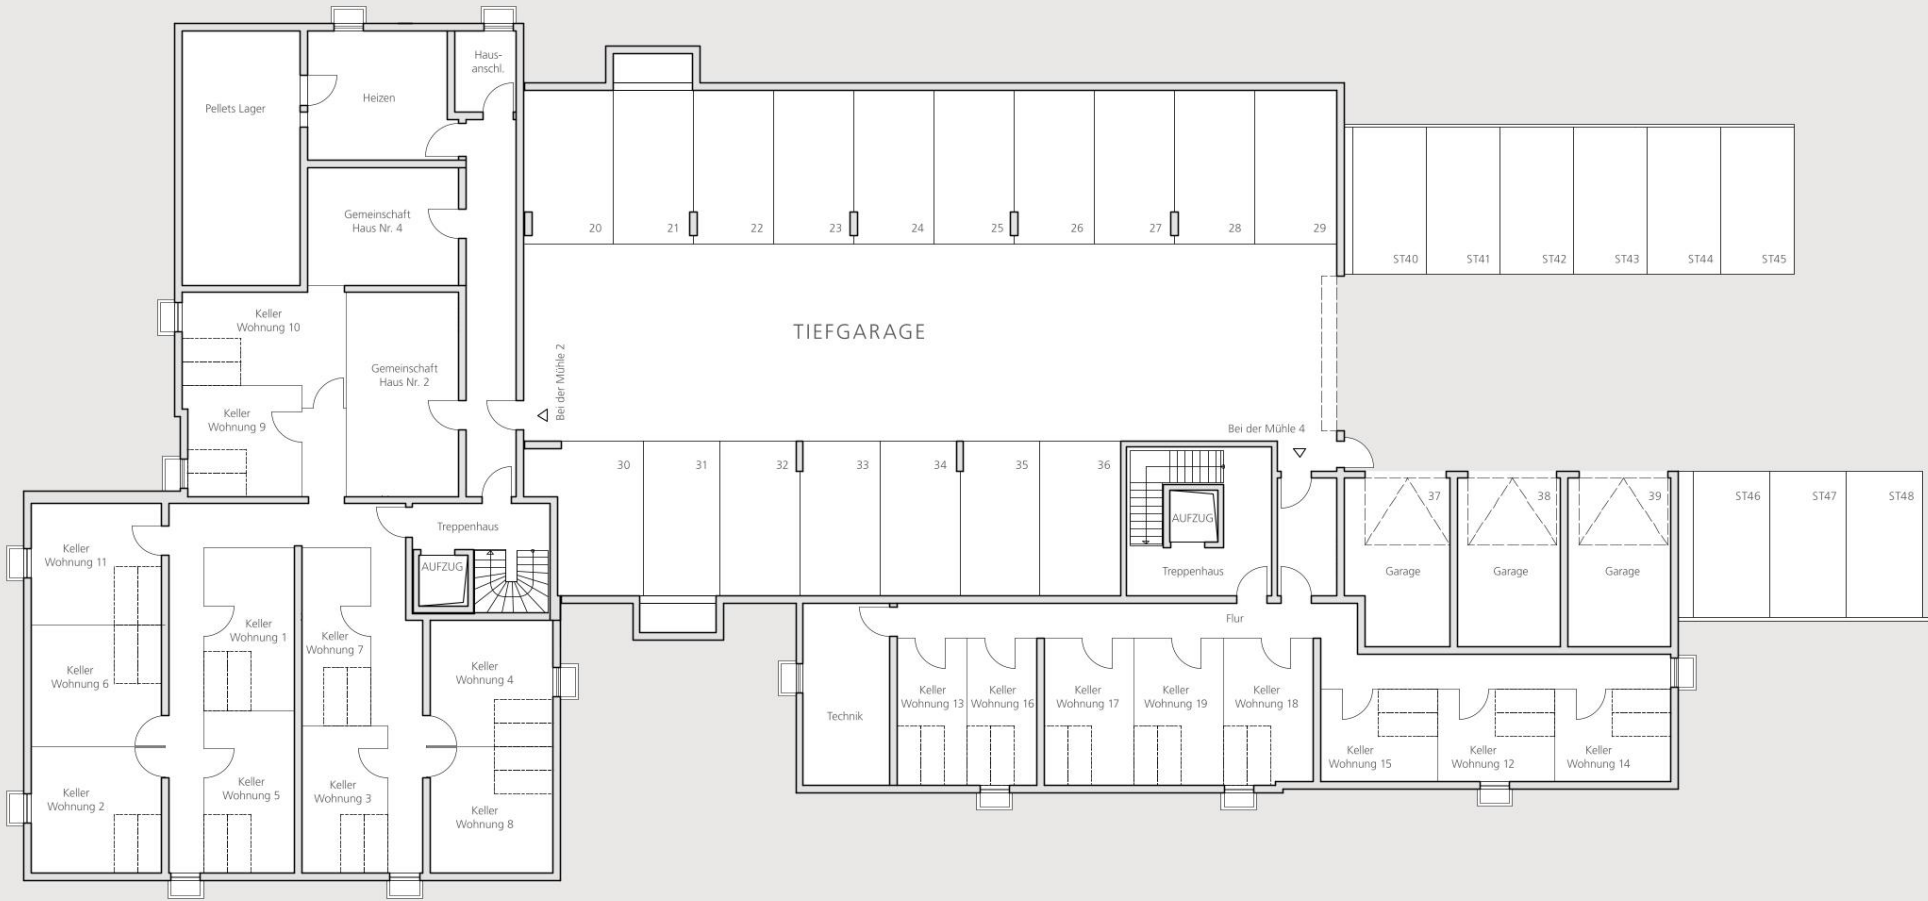 Haus-
anschl.
Pellets Lager
Heizen
Gemeinschaft
Haus Nr. 4
20
21
22
23
24
25
26
27
28
29
ST40
ST41
ST42
ST43
ST44
ST45
Keller
Wohnung 10
TIEFGARAGE
Gemeinschaft
Haus Nr. 2
Bei der Mühle 2
Keller
Wohnung 9
Bei der Mühle 4
30
31
32
33
34
35
36
37
38
39
ST46
ST47
ST48
Treppenhaus
AUFZUG
AUFZUG
Treppenhaus
Garage
Garage
Garage
Keller
Wohnung 11
Keller
Wohnung 1
Keller
Wohnung 7
Flur
Keller
Wohnung 6
Keller
Wohnung 4
Technik
Keller
Wohnung 13
Keller
Wohnung 16
Keller
Wohnung 17
Keller
Wohnung 19
Keller
Wohnung 18
Keller
Wohnung 15
Keller
Wohnung 12
Keller
Wohnung 14
Keller
Wohnung 2
Keller
Wohnung 5
Keller
Wohnung 3
Keller
Wohnung 8